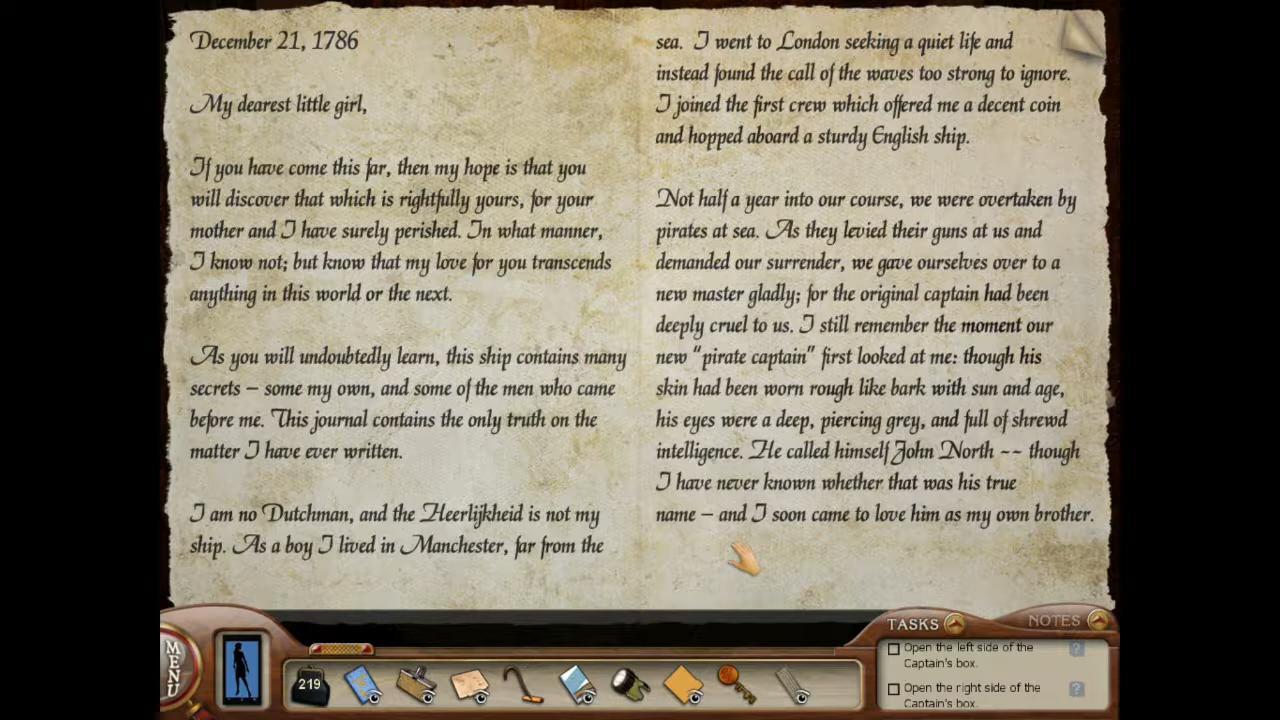 December 21, 1786
My dearest little girl,
If you have come this far, then my hope is that you
will discover that which is rightfully yours, for your
mother and I have surely perished. In what manner,
I know not; but know that my love for you transcends
anything in this world or the next.
As you will undoubtedly learn, this ship contains many
secrets – some my own, and some of the men who came
before me. This journal contains the only truth on the
matter I have ever written.
I am no Dutchman, and the Heerlijkheid is not my
ship. As a boy I lived in Manchester, far from the
sea. I went to London seeking a quiet life and
instead found the call of the waves too strong to ignore.
I joined the first crew which offered me a decent coin
and hopped aboard a sturdy English ship.
Not half a year into our course, we were overtaken by
pirates at sea. As they levied their guns at us and
demanded our surrender, we gave ourselves over to a
new master gladly; for the original captain had been
deeply cruel to us. I still remember the moment our
new "pirate captain" first looked at me: though his
skin had been worn rough like bark with sun and age,
his eyes were a deep, piercing grey, and full of shrewd
intelligence. He called himself John North -- though
I have never known whether that was his true
name – and I soon came to love him as my own brother.
MENU
219
TASKS
NOTES
Open the left side of the
Captain's box.
?
Open the right side of the
Captain's box.
?